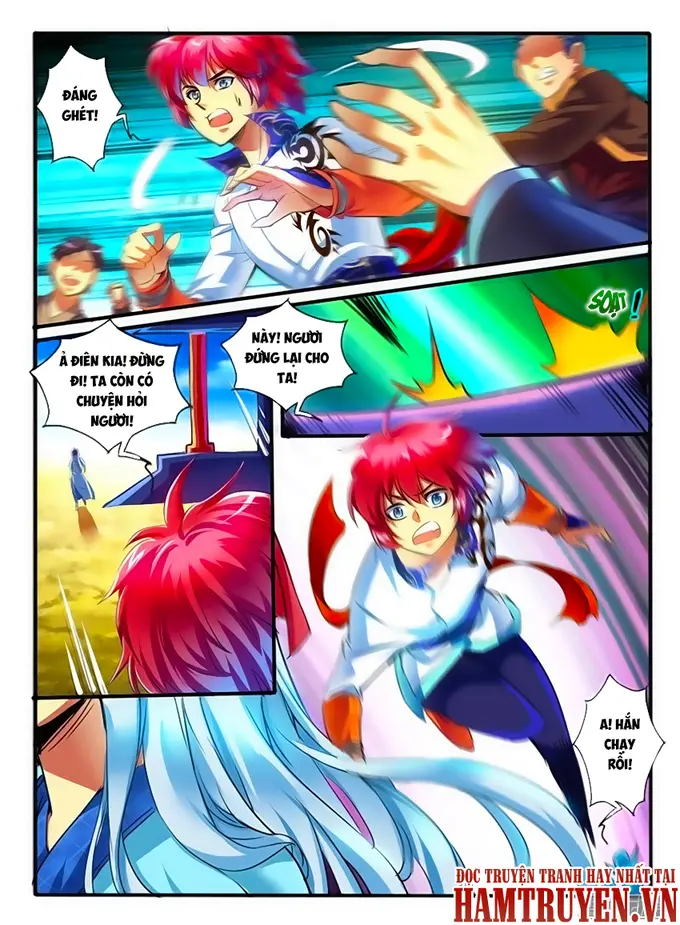 ĐÁNG
GHÉT!
SOẠT!
NÀY! NGƯƠI
ĐỨNG LẠI CHO
TA!
Ả ĐIÊN KIA! ĐỪNG
ĐI! TA CÒN CÓ
CHUYỆN HỎI
NGƯƠI!
A! HẮN
CHẠY
RỒI!
ĐỌC TRUYỆN TRANH HAY NHẤT TẠI
HAMTRUYEN.VN